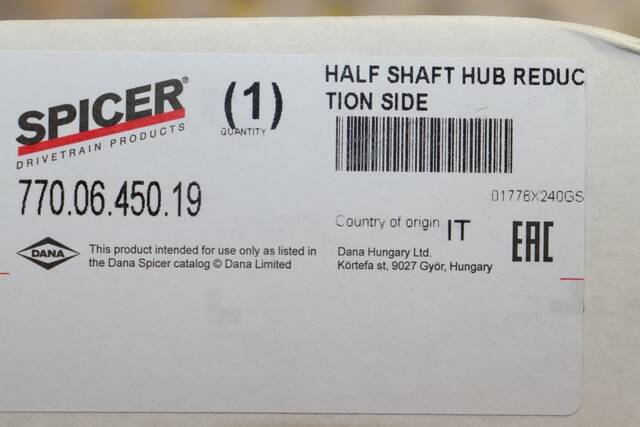 SPICER®
DRIVETRAIN PRODUCTS
(1)
QUANTITY
HALF SHAFT HUB REDUC
TION SIDE
770.06.450.19
01778X240GS
Country of origin IT
DANA
This product intended for use only as listed in
the Dana Spicer catalog © Dana Limited
Dana Hungary Ltd.
Körtefa st, 9027 Győr, Hungary
EAC